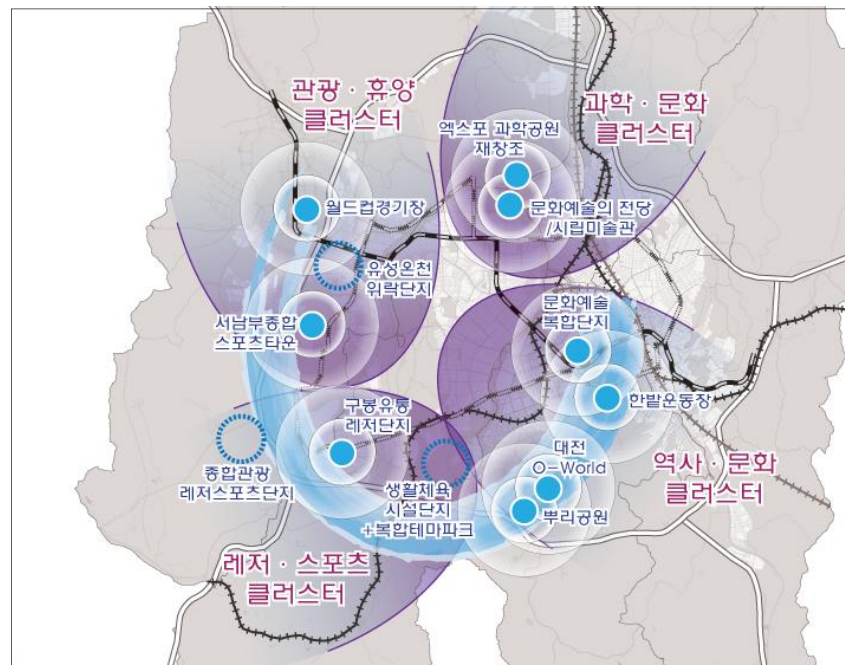 관광 · 휴양
클러스터
과학 · 문화
클러스터
엑스포 과학공원
재창조
월드컵경기장
문화예술의 전당
/시립미술관
유성온천
위락단지
서남부종합
스포츠타운
문화예술
복합단지
구봉유통
레저단지
한밭운동장
종합관광
레저스포츠단지
생활체육
시설단지
+복합테마파크
대전
O-World
뿌리공원
역사 · 문화
클러스터
레저 · 스포츠
클러스터